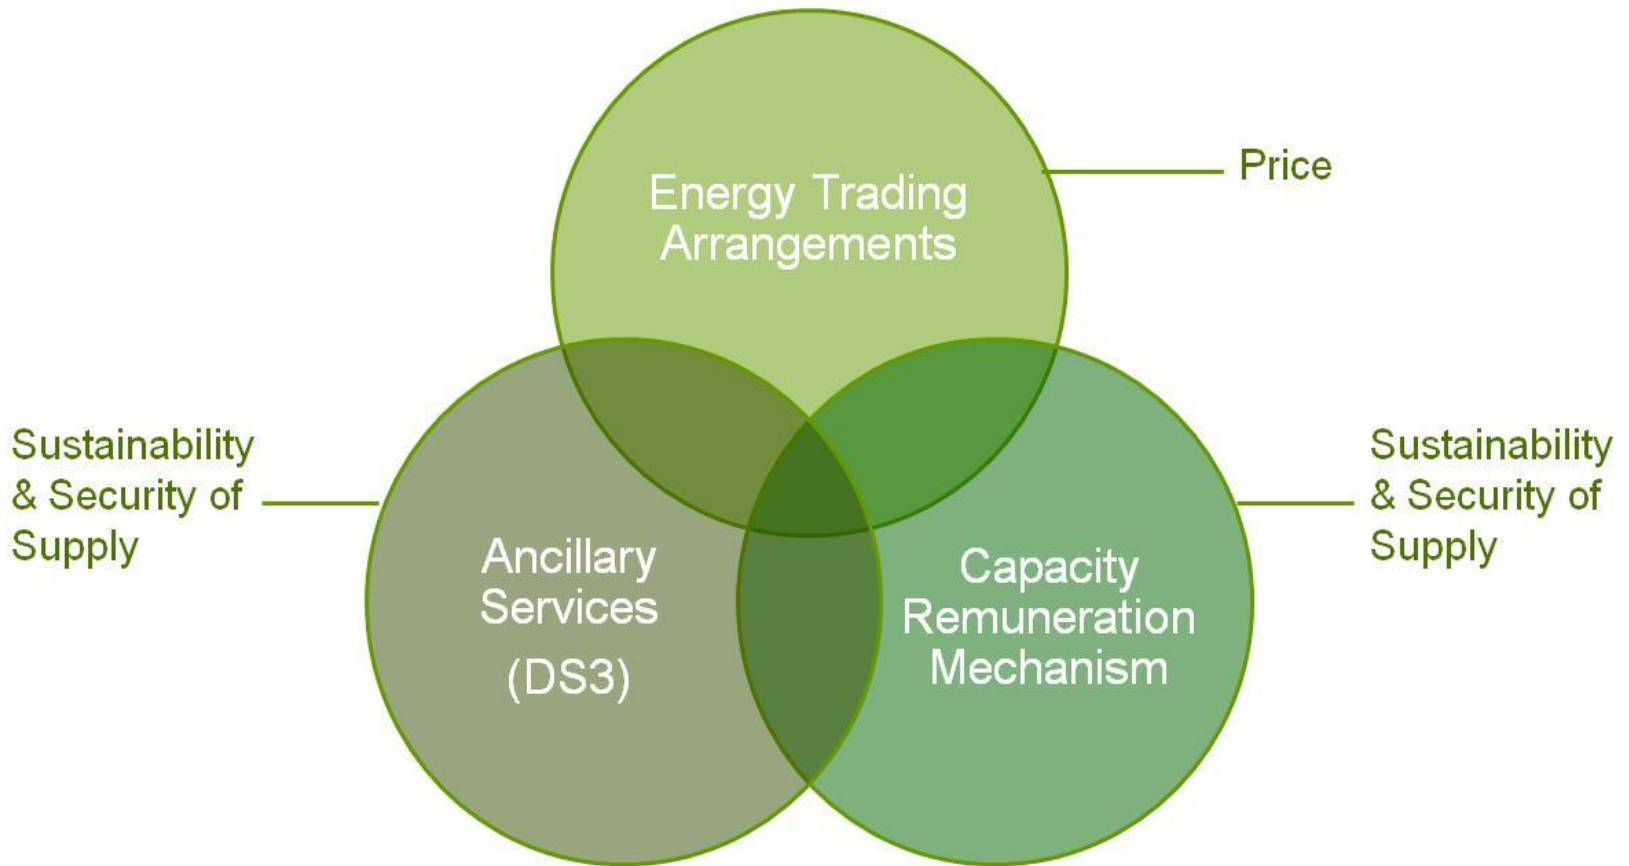 Energy Trading
Arrangements
Price
Sustainability
& Security of
Supply
Ancillary
Services
(DS3)
Capacity
Remuneration
Mechanism
Sustainability
& Security of
Supply